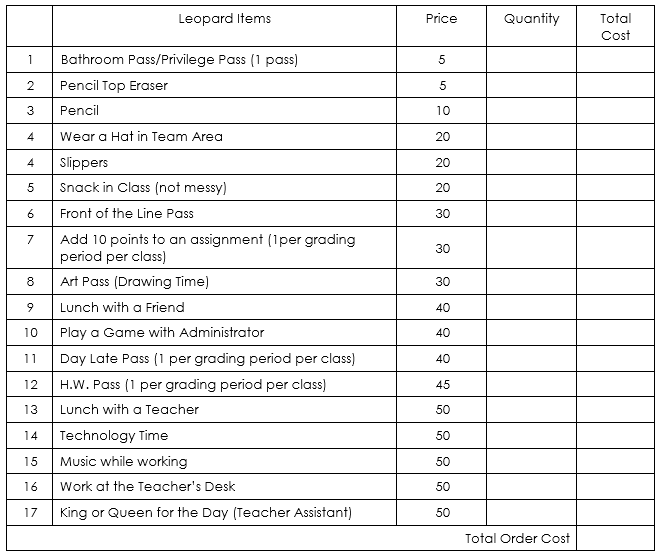 Leopard Items Price Quantity Total
Cost
1 Bathroom Pass/Privilege Pass (1 pass) 5
2 Pencil Top Eraser 5
3 Pencil 10
4 Wear a Hat in Team Area 20
4 Slippers 20
5 Snack in Class (not messy) 20
6 Front of the Line Pass 30
7 Add 10 points to an assignment (1per grading
period per class) 30
8 Art Pass (Drawing Time) 30
9 Lunch with a Friend 40
10 Play a Game with Administrator 40
11 Day Late Pass (1 per grading period per class) 40
12 H.W. Pass (1 per grading period per class) 45
13 Lunch with a Teacher 50
14 Technology Time 50
15 Music while working 50
16 Work at the Teacher's Desk 50
17 King or Queen for the Day (Teacher Assistant) 50
Total Order Cost